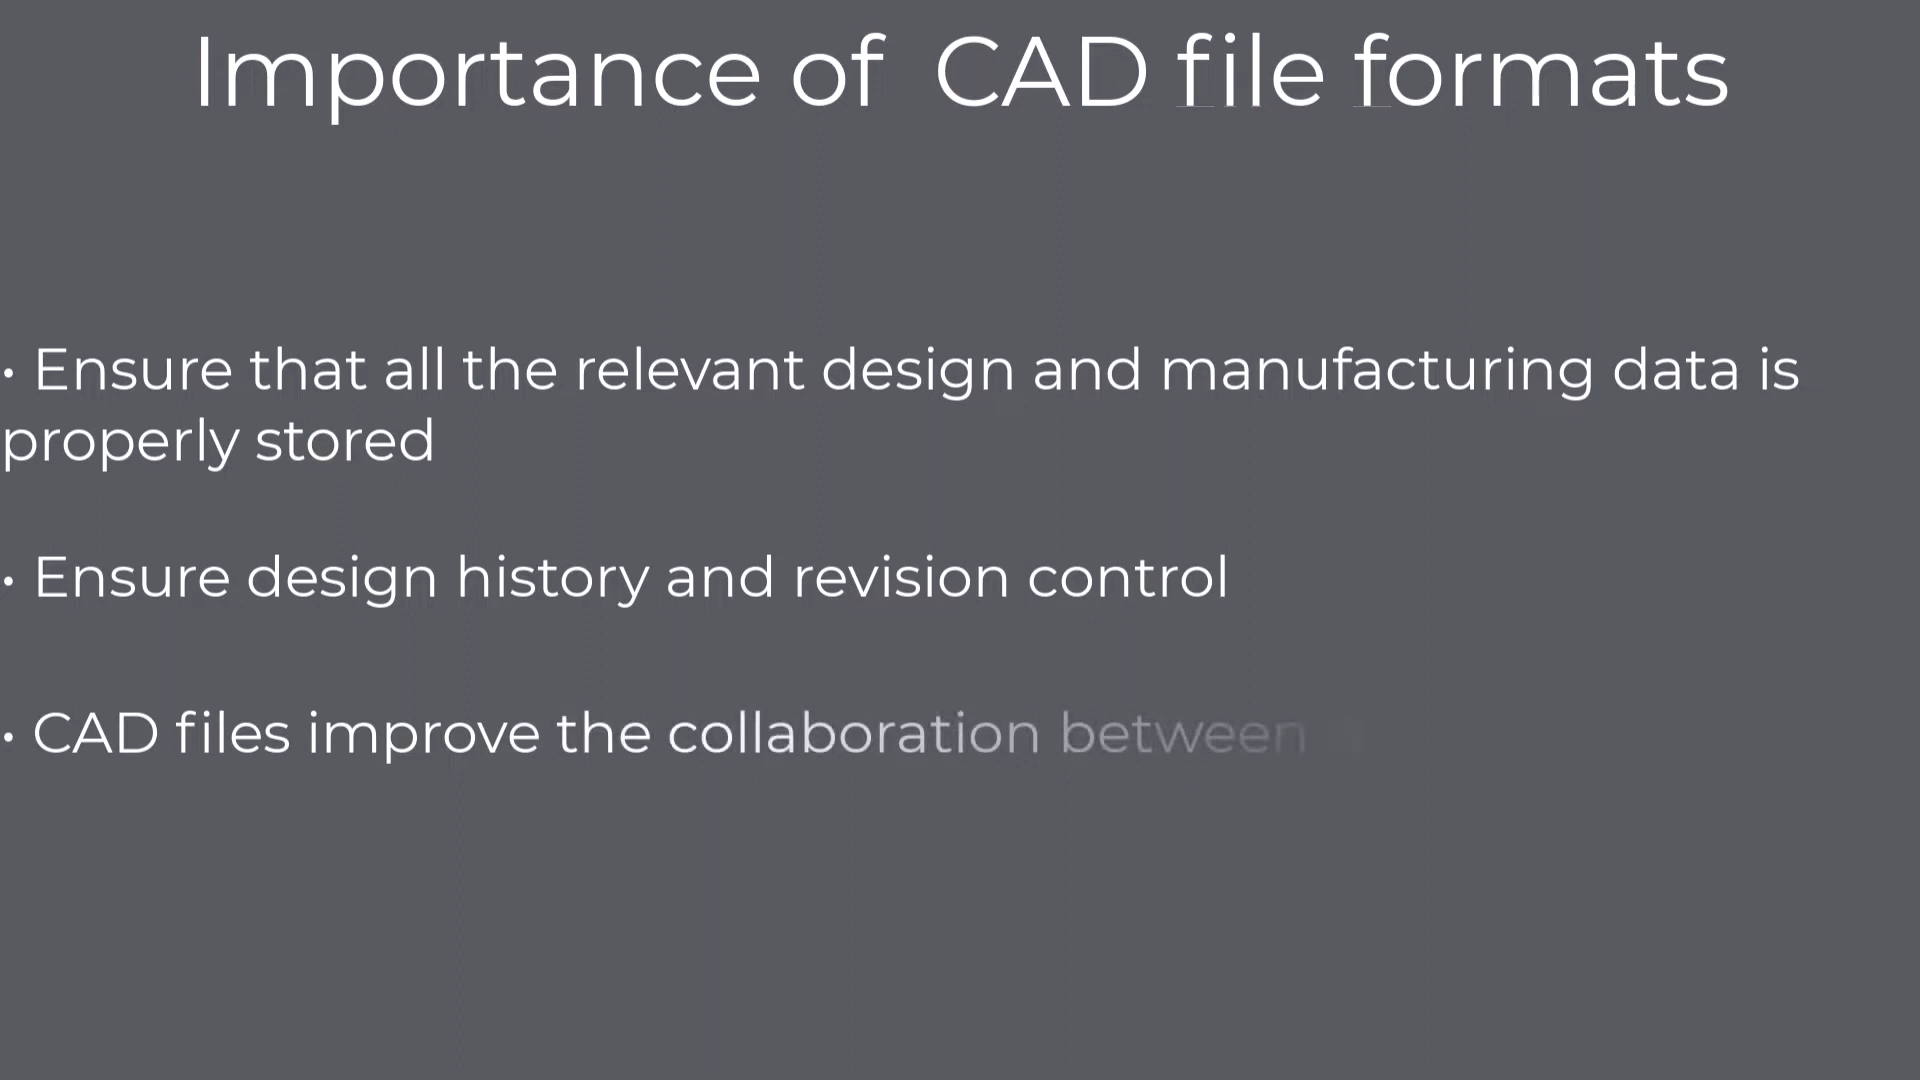 Importance of CAD file formats
• Ensure that all the relevant design and manufacturing data is
properly stored
• Ensure design history and revision control
• CAD files improve the collaboration between